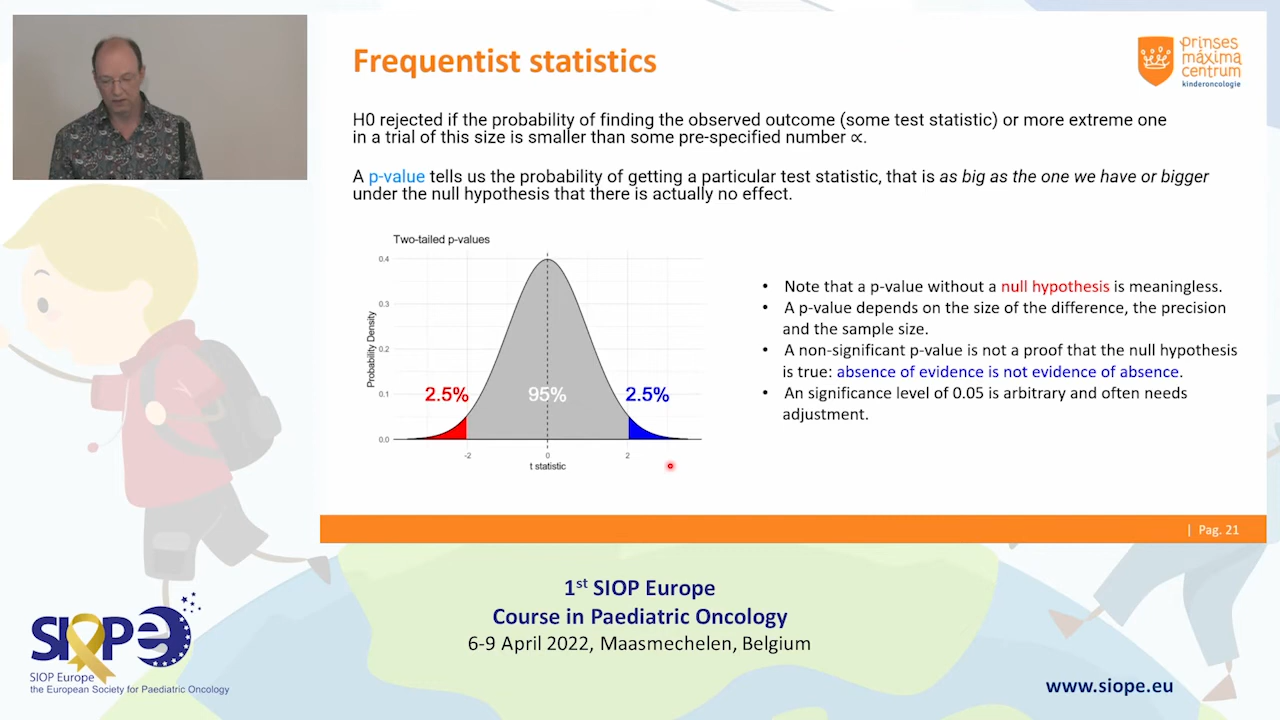 Frequentist statistics
prinses
máxima
centrum
kinderoncologie
H0 rejected if the probability of finding the observed outcome (some test statistic) or more extreme one
in a trial of this size is smaller than some pre-specified number ∝.
A p-value tells us the probability of getting a particular test statistic, that is as big as the one we have or bigger
under the null hypothesis that there is actually no effect.
Two-tailed p-values
0.4
0.3
0.2
0.1
0.0
Probability Density
2.5%
95%
2.5%
-2
0
2
t statistic
• Note that a p-value without a null hypothesis is meaningless.
• A p-value depends on the size of the difference, the precision
and the sample size.
• A non-significant p-value is not a proof that the null hypothesis
is true: absence of evidence is not evidence of absence.
• An significance level of 0.05 is arbitrary and often needs
adjustment.
| Pag. 21
1st SIOP Europe
Course in Paediatric Oncology
6-9 April 2022, Maasmechelen, Belgium
SIOPe
SIOP Europe
the European Society for Paediatric Oncology
www.siope.eu